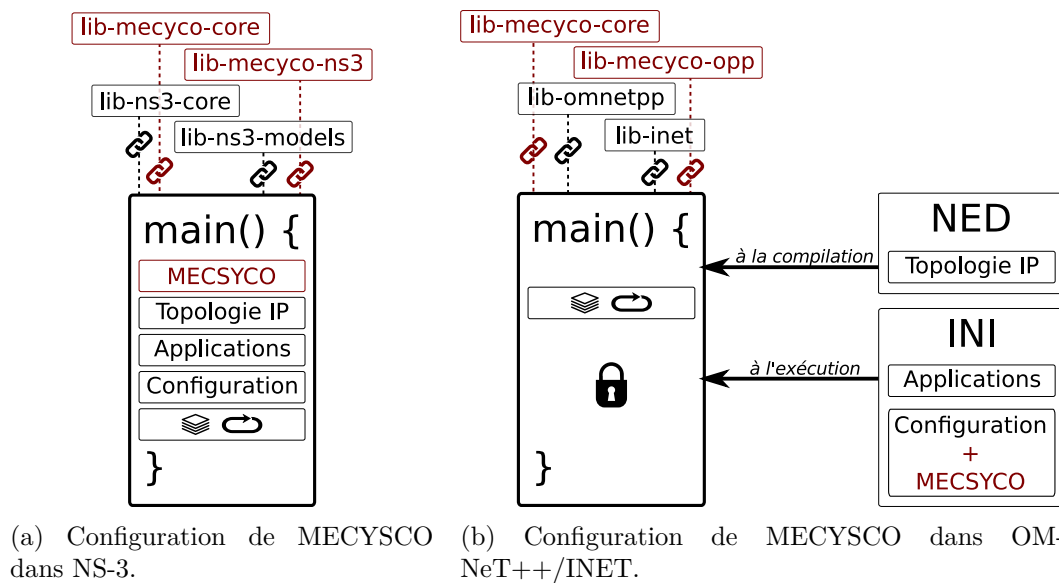 lib-mecyco-core
lib-mecyco-ns3
lib-ns3-core
lib-ns3-models
main() {
MECSYCO
Topologie IP
Applications
Configuration
}
(a) Configuration de MECYSCO
dans NS-3.
lib-mecyco-core
lib-mecyco-opp
lib-omnetpp
lib-inet
main() {
}
à la compilation
à l'exécution
NED
Topologie IP
INI
Applications
Configuration
+
MECSYCO
(b) Configuration de MECYSCO dans OM-
NeT++/INET.